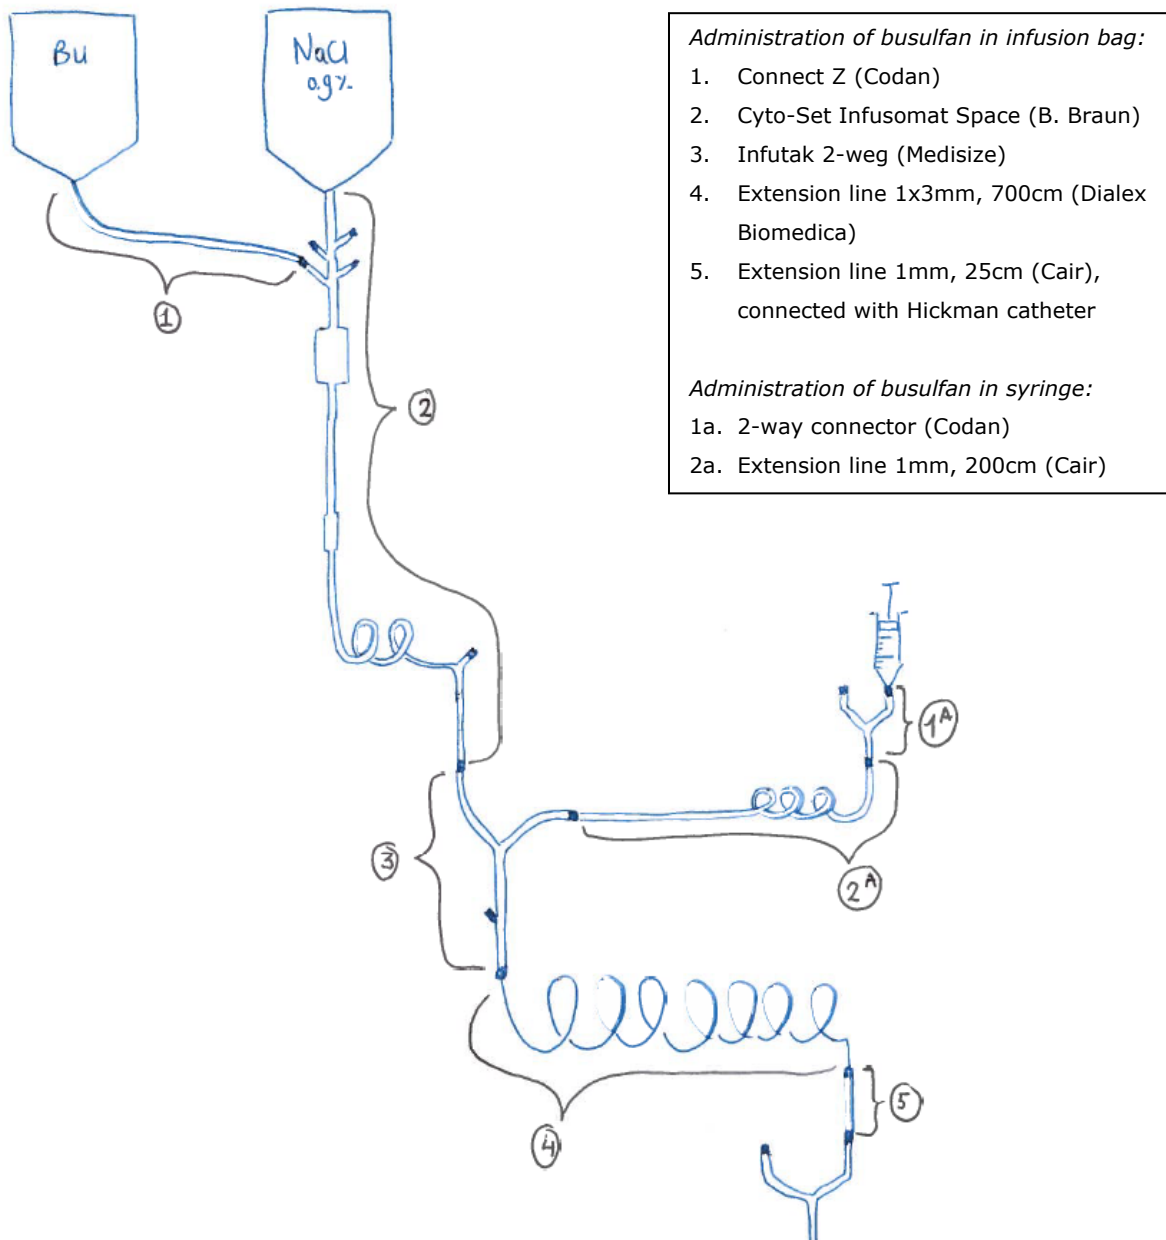 Bu
NaCl
0.9%
Administration of busulfan in infusion bag:
1. Connect Z (Codan)
2. Cyto-Set Infusomat Space (B. Braun)
3. Infutak 2-weg (Medisize)
4. Extension line 1x3mm, 700cm (Dialex
Biomedica)
5. Extension line 1mm, 25cm (Cair),
connected with Hickman catheter
Administration of busulfan in syringe:
1a. 2-way connector (Codan)
2a. Extension line 1mm, 200cm (Cair)
1
2
1A
3
2A
5
4